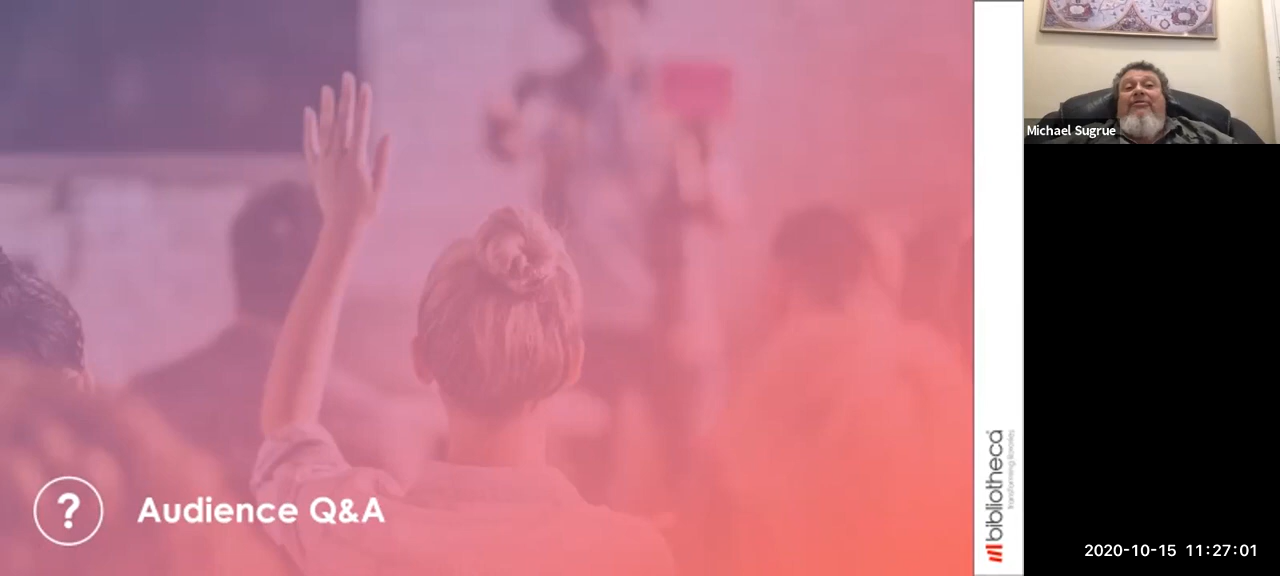 Michael Sugrue
? Audience Q&A
bibliotheca
transforming libraries
2020-10-15 11:27:01